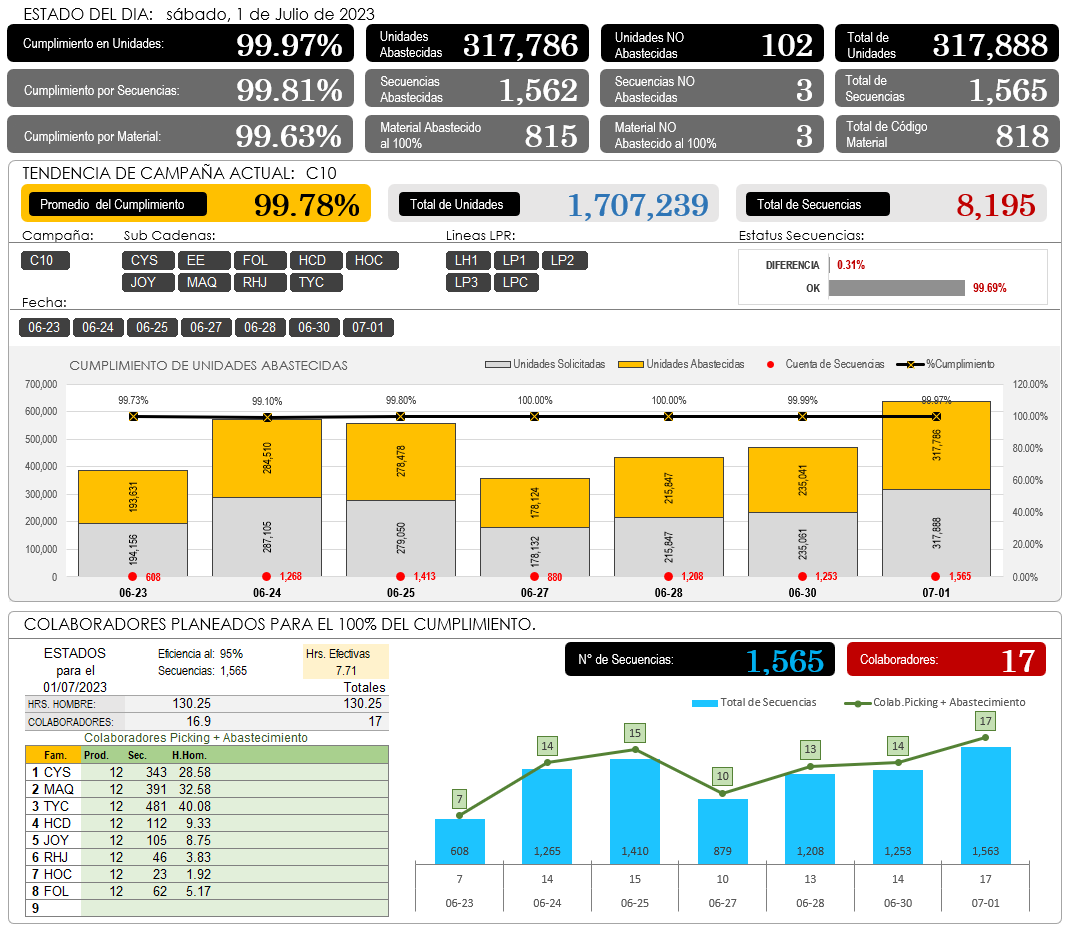 ESTADO DEL DIA: sábado, 1 de Julio de 2023
Cumplimiento en Unidades: 99.97% Unidades Abastecidas 317,786 Unidades NO Abastecidas 102 Total de Unidades 317,888
Cumplimiento por Secuencias: 99.81% Secuencias Abastecidas 1,562 Secuencias NO Abastecidas 3 Total de Secuencias 1,565
Cumplimiento por Material: 99.63% Material Abastecido al 100% 815 Material NO Abastecido al 100% 3 Total de Código Material 818
TENDENCIA DE CAMPAÑA ACTUAL: C10
Promedio del Cumplimiento 99.78% Total de Unidades 1,707,239 Total de Secuencias 8,195
Campaña: Sub Cadenas: Lineas LPR: Estatus Secuencias:
C10 CYS EE FOL HCD HOC LH1 LP1 LP2
JOY MAQ RHJ TYC LP3 LPC
DIFERENCIA 0.31%
OK 99.69%
Fecha:
06-23 06-24 06-25 06-27 06-28 06-30 07-01
CUMPLIMIENTO DE UNIDADES ABASTECIDAS
Unidades Solicitadas Unidades Abastecidas Cuenta de Secuencias %Cumplimiento
700,000
600,000
500,000
400,000
300,000
200,000
100,000
0
120.00%
100.00%
80.00%
60.00%
40.00%
20.00%
0.00%
99.73% 99.10% 99.80% 100.00% 100.00% 99.99% 99.97%
193,631 284,510 278,478 178,124 215,847 235,041 317,786
194,156 287,105 279,050 178,132 215,847 235,061 317,888
608 1,268 1,413 880 1,208 1,253 1,565
06-23 06-24 06-25 06-27 06-28 06-30 07-01
COLABORADORES PLANEADOS PARA EL 100% DEL CUMPLIMIENTO.
ESTADOS
para el
01/07/2023
Eficiencia al: 95%
Secuencias: 1,565
Hrs. Efectivas
7.71
Totales
HRS. HOMBRE: 130.25 130.25
COLABORADORES: 16.9 17
Colaboradores Picking + Abastecimiento
Fam. Prod. Sec. H.Hom.
1 CYS 12 343 28.58
2 MAQ 12 391 32.58
3 TYC 12 481 40.08
4 HCD 12 112 9.33
5 JOY 12 105 8.75
6 RHJ 12 46 3.83
7 HOC 12 23 1.92
8 FOL 12 62 5.17
9
N° de Secuencias: 1,565 Colaboradores: 17
Total de Secuencias Colab.Picking + Abastecimiento
7 14 15 10 13 14 17
608 1,265 1,410 879 1,208 1,253 1,563
7 14 15 10 13 14 17
06-23 06-24 06-25 06-27 06-28 06-30 07-01